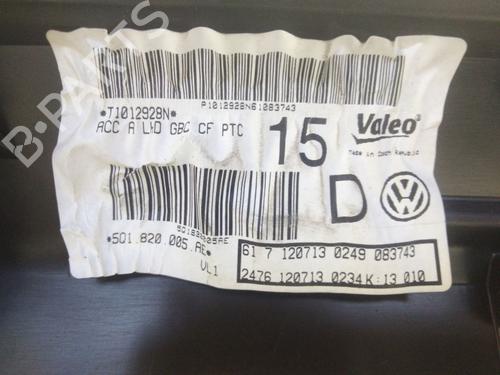 P1012928N61083743
*T1012928N*
ACC A LHD GBC CF PTC
15
Valeo
made in Czech Republic
5Q1820005AE
*5Q1.820.005.AE*
VL1
D
61 7 120713 0249 083743
2476 120713 0234 K: 13 010
B-PARTS